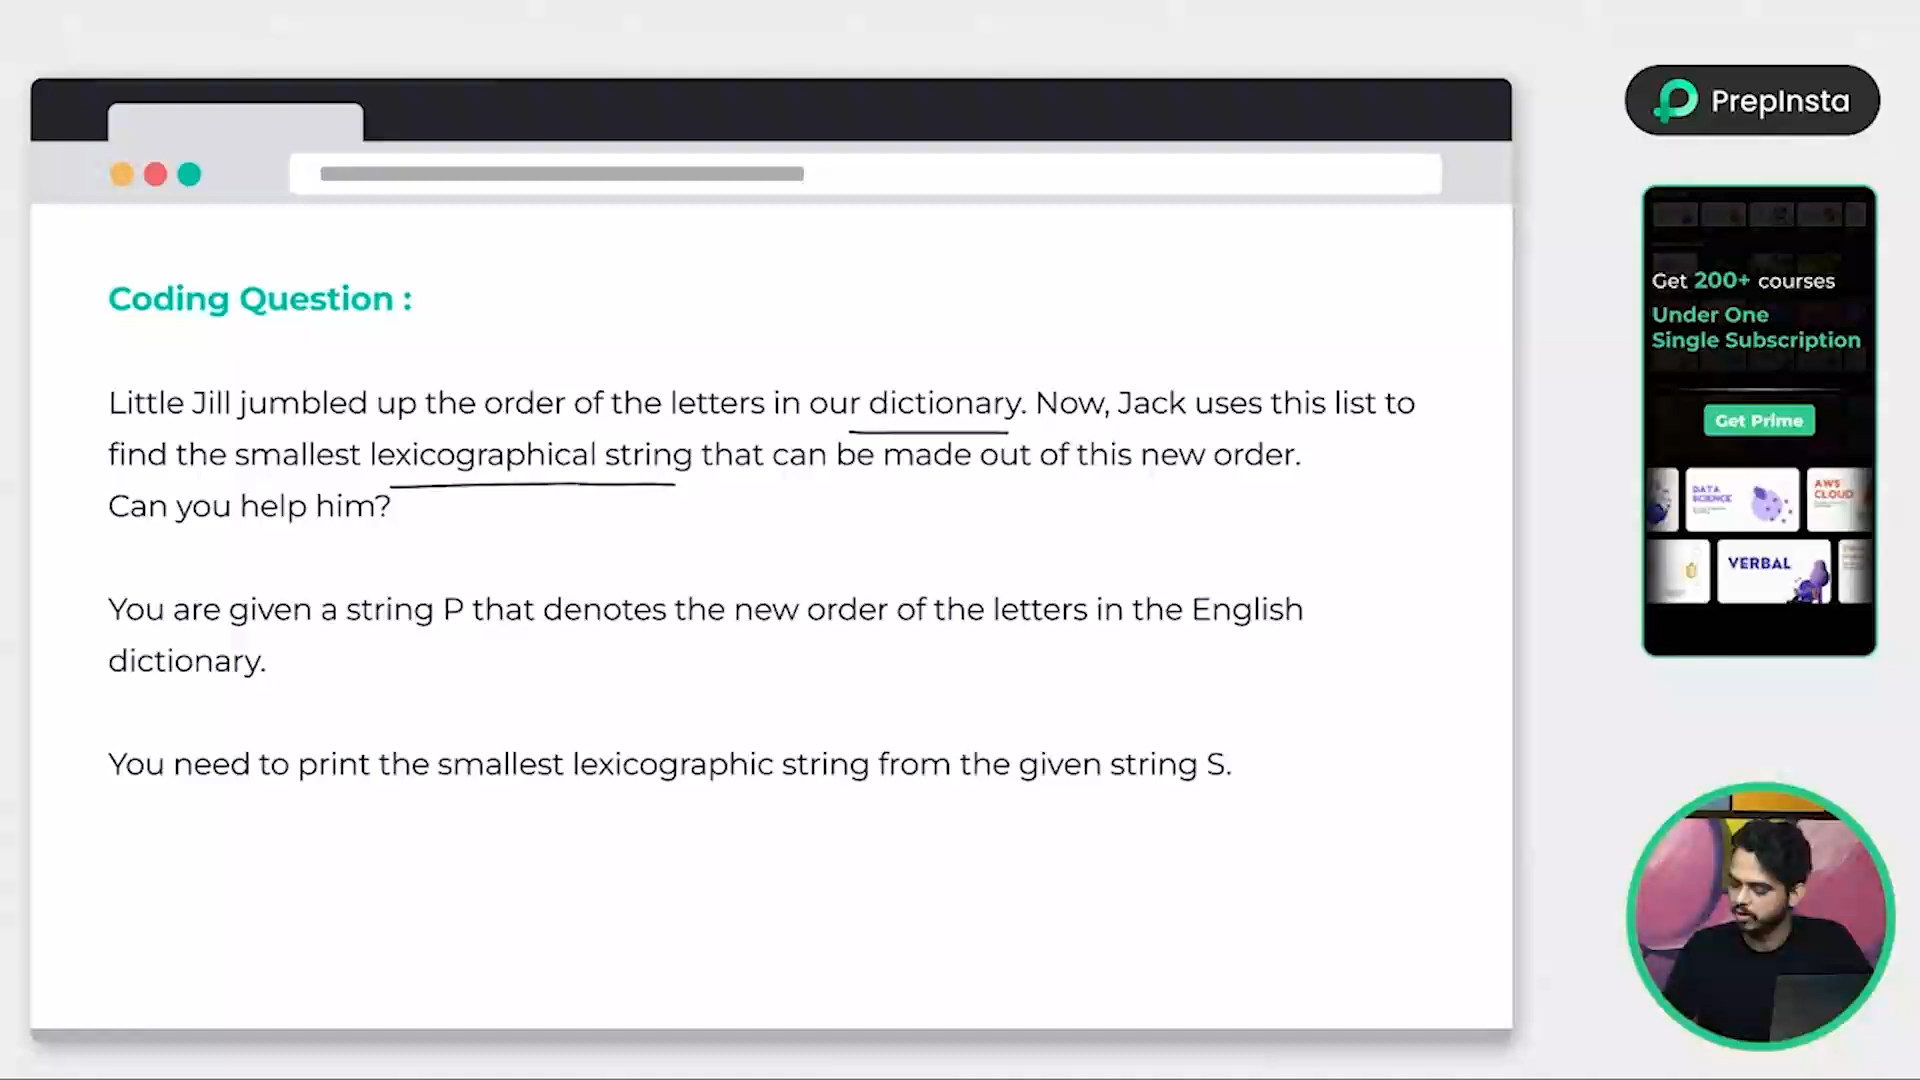 PrepInsta
Coding Question :
Little Jill jumbled up the order of the letters in our dictionary. Now, Jack uses this list to
find the smallest lexicographical string that can be made out of this new order.
Can you help him?
You are given a string P that denotes the new order of the letters in the English
dictionary.
You need to print the smallest lexicographic string from the given string S.
Get 200+ courses
Under One
Single Subscription
Get Prime
DATA
SCIENCE
AWS
CLOUD
VERBAL